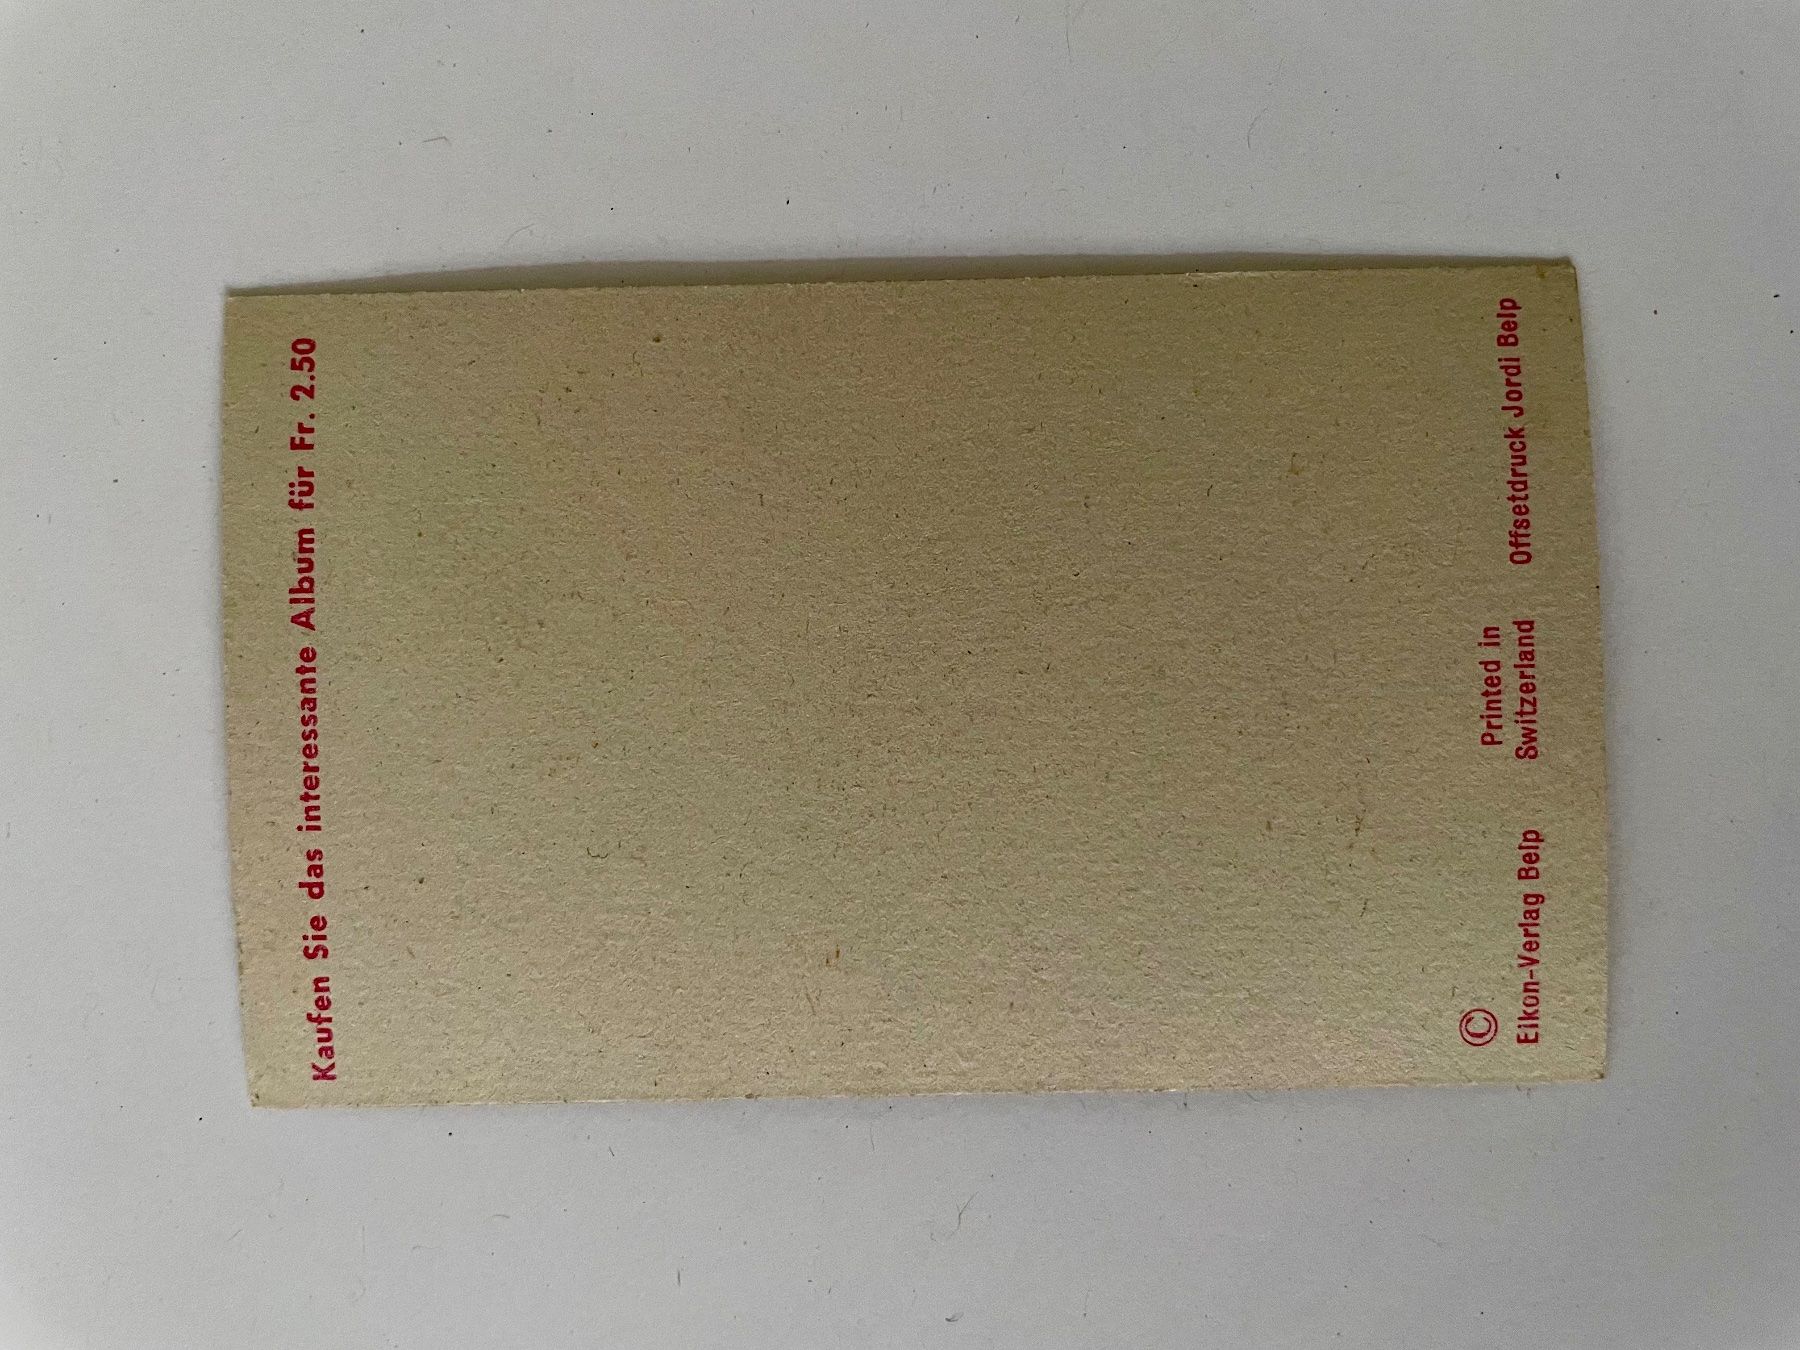 Kaufen Sie das interessante Album für Fr. 2.50
©
Eikon-Verlag Belp
Printed in
Switzerland
Offsetdruck Jordi Belp